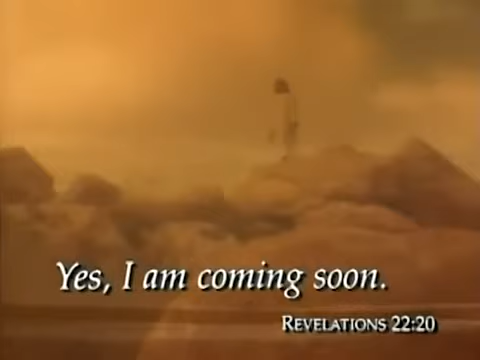 Yes, I am coming soon.
REVELATIONS 22:20